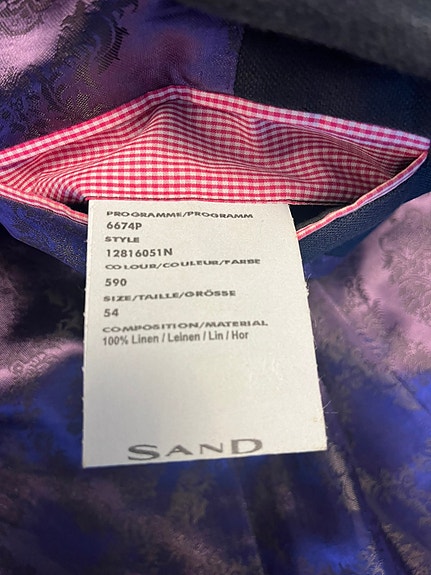 PROGRAMME/PROGRAMM
6674P
STYLE
12816051N
COLOUR/COULEUR/FARBE
590
SIZE/TAILLE/GRÖSSE
54
COMPOSITION/MATERIAL
100% Linen / Leinen / Lin / Hor
SAND